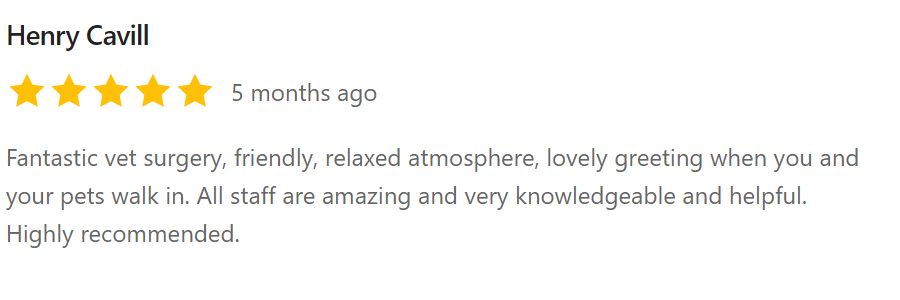 Henry Cavill
5 months ago
Fantastic vet surgery, friendly, relaxed atmosphere, lovely greeting when you and
your pets walk in. All staff are amazing and very knowledgeable and helpful.
Highly recommended.